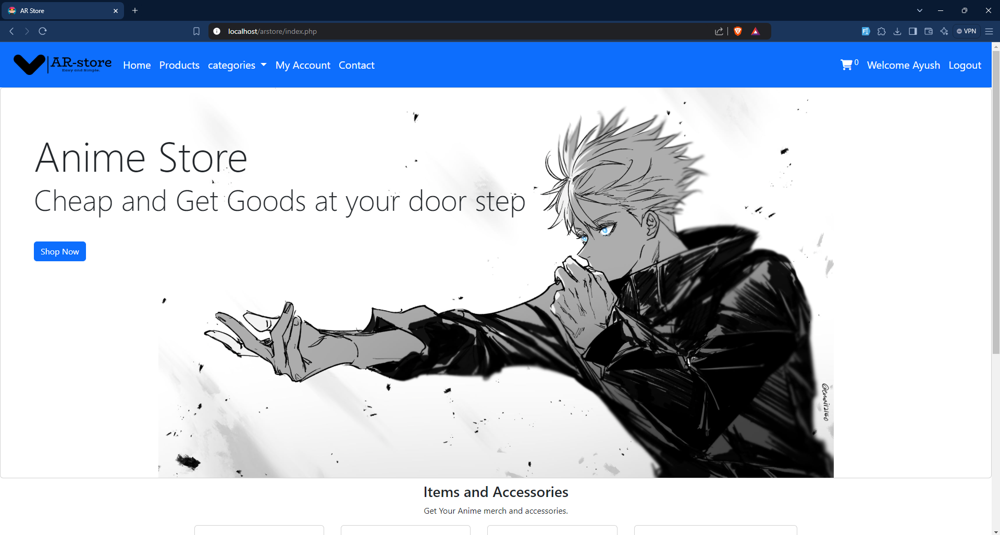 AR Store
localhost/arstore/index.php
VPN
AR-store
Easy and Simple.
Home Products categories My Account Contact
0 Welcome Ayush Logout
Anime Store
Cheap and Get Goods at your door step
Shop Now
@email2140
Items and Accessories
Get Your Anime merch and accessories.